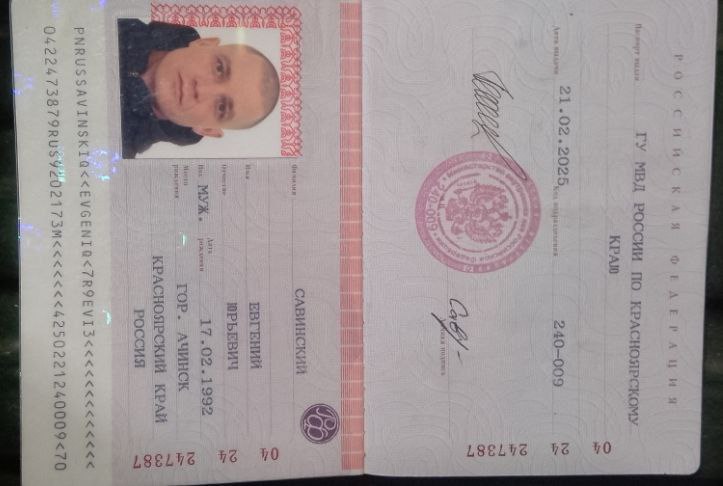 РОССИЙСКАЯ ФЕДЕРАЦИЯ
Паспорт выдан ГУ МВД РОССИИ ПО КРАСНОЯРСКОМУ
КРАЮ
Дата выдачи 21.02.2025 Код подразделения 240-009
04 24 247387
240-009
Личная подпись
РФ
Фамилия САВИНСКИЙ
Имя ЕВГЕНИЙ
Отчество ЮРЬЕВИЧ
Пол МУЖ. Дата рождения 17.02.1992
Место рождения ГОР. АЧИНСК
КРАСНОЯРСКИЙ КРАЙ
РОССИЯ
04 24 247387
PNRUSSAVINSKIQ<<EVGENIQ<7R9EVI3<<<<<<<<<<<<<
0422473879RUS9202173M<<<<<<<4250221240009<70